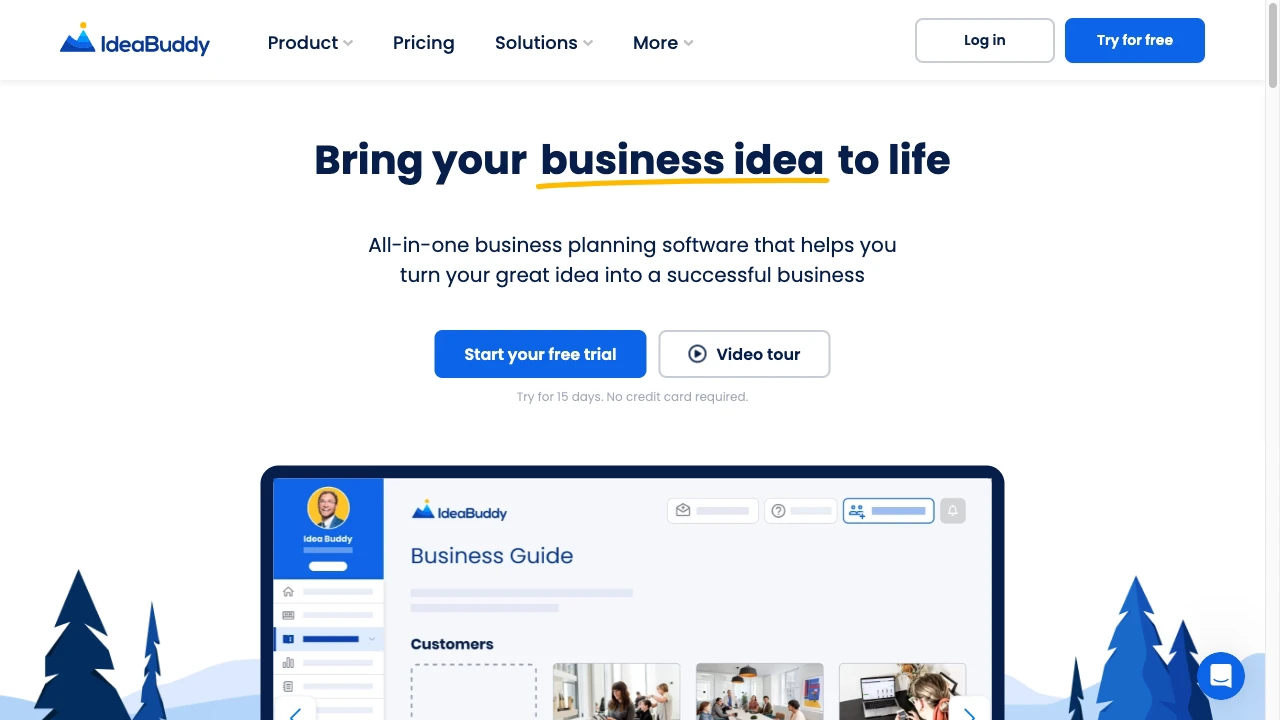 IdeaBuddy
Product
Pricing
Solutions
More
Log in
Try for free
Bring your business idea to life
All-in-one business planning software that helps you
turn your great idea into a successful business
Start your free trial
Video tour
Try for 15 days. No credit card required.
Idea Buddy
IdeaBuddy
Business Guide
Customers